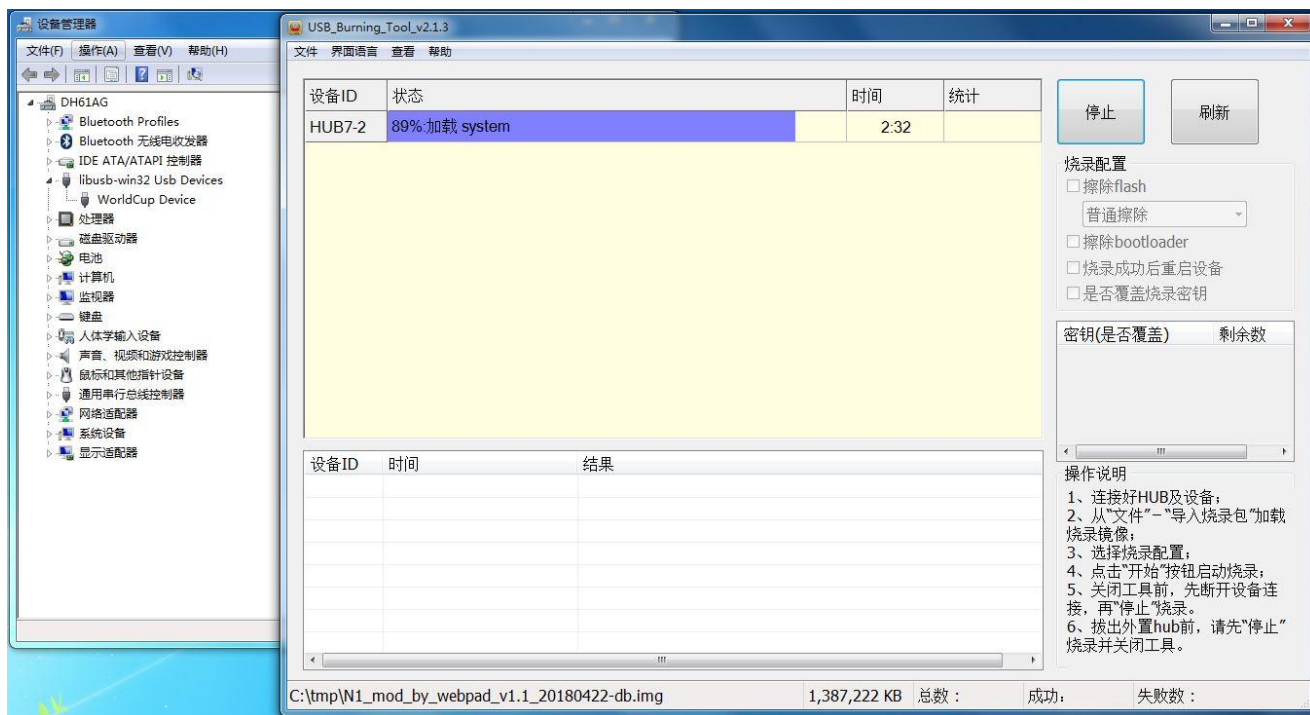 设备管理器
文件(F) 操作(A) 查看(V) 帮助(H)
DH61AG
Bluetooth Profiles
Bluetooth 无线电收发器
IDE ATA/ATAPI 控制器
libusb-win32 Usb Devices
WorldCup Device
处理器
磁盘驱动器
电池
计算机
监视器
键盘
人体学输入设备
声音、视频和游戏控制器
鼠标和其他指针设备
通用串行总线控制器
网络适配器
系统设备
显示适配器
USB_Burning_Tool_v2.1.3
文件 界面语言 查看 帮助
设备ID 状态 时间 统计
HUB7-2 89%:加载 system 2:32
设备ID 时间 结果
停止 刷新
烧录配置
擦除flash
普通擦除
擦除bootloader
烧录成功后重启设备
是否覆盖烧录密钥
密钥(是否覆盖) 剩余数
操作说明
1、连接好HUB及设备;
2、从“文件”-“导入烧录包”加载
烧录镜像;
3、选择烧录配置;
4、点击“开始”按钮启动烧录;
5、关闭工具前，先断开设备连
接，再“停止”烧录。
6、拔出外置hub前，请先“停止”
烧录并关闭工具。
C:\tmp\N1_mod_by_webpad_v1.1_20180422-db.img 1,387,222 KB 总数： 成功: 失败数：